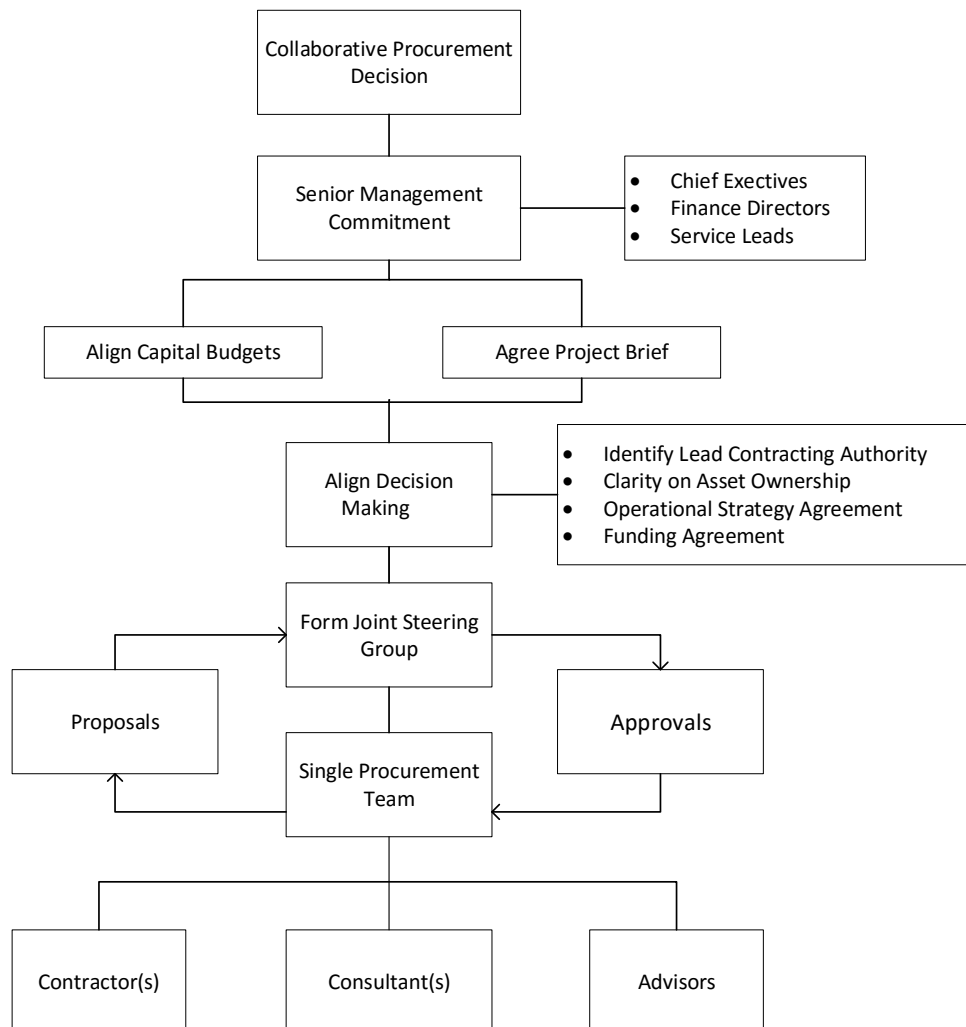 Collaborative Procurement
Decision
Senior Management
Commitment
• Chief Exectives
• Finance Directors
• Service Leads
Align Capital Budgets
Agree Project Brief
Align Decision
Making
• Identify Lead Contracting Authority
• Clarity on Asset Ownership
• Operational Strategy Agreement
• Funding Agreement
Form Joint Steering
Group
Proposals
Approvals
Single Procurement
Team
Contractor(s)
Consultant(s)
Advisors